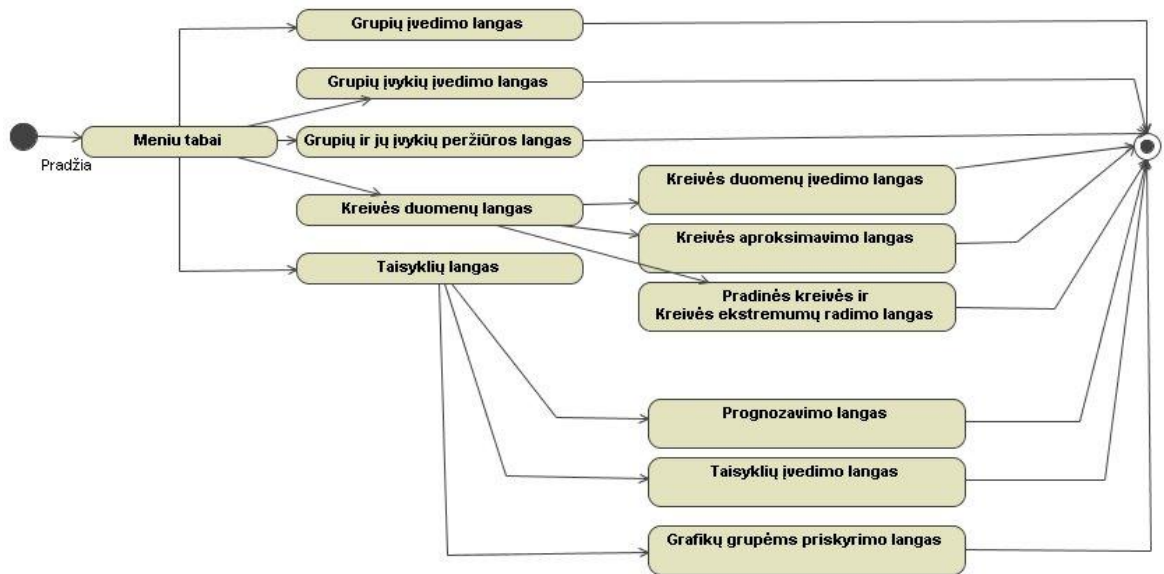 Grupių įvedimo langas
Grupių įvykių įvedimo langas
Meniu tabai
Grupių ir jų įvykių peržiūros langas
Pradžia
Kreivės duomenų įvedimo langas
Kreivės duomenų langas
Kreivės aproksimavimo langas
Taisyklių langas
Pradinės kreivės ir
Kreivės ekstremumų radimo langas
Prognozavimo langas
Taisyklių įvedimo langas
Grafikų grupėms priskyrimo langas